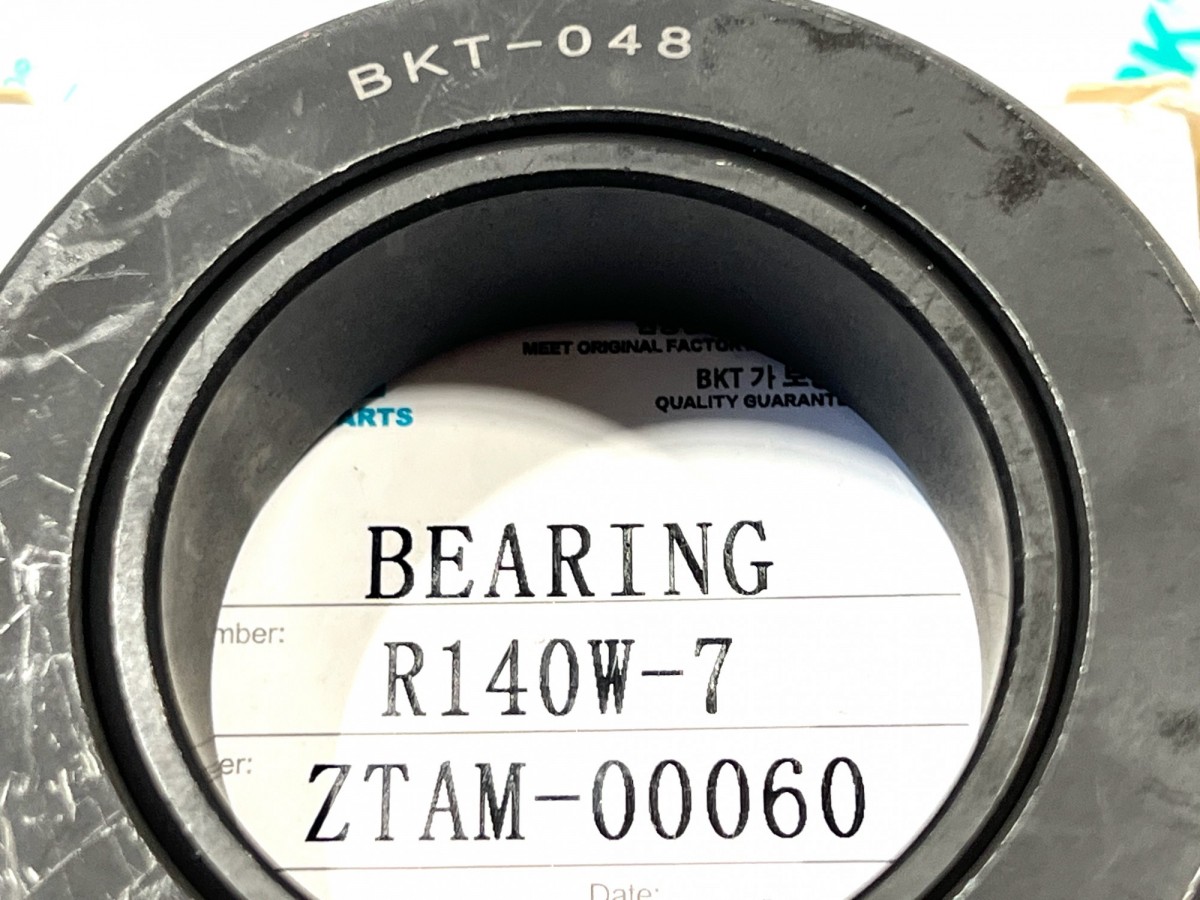 BKT-048
MEET ORIGINAL FACTOR
BKT 가
QUALITY GUARANTE
ARTS
BEARING
mber:
R140W-7
er:
ZTAM-00060
Date: